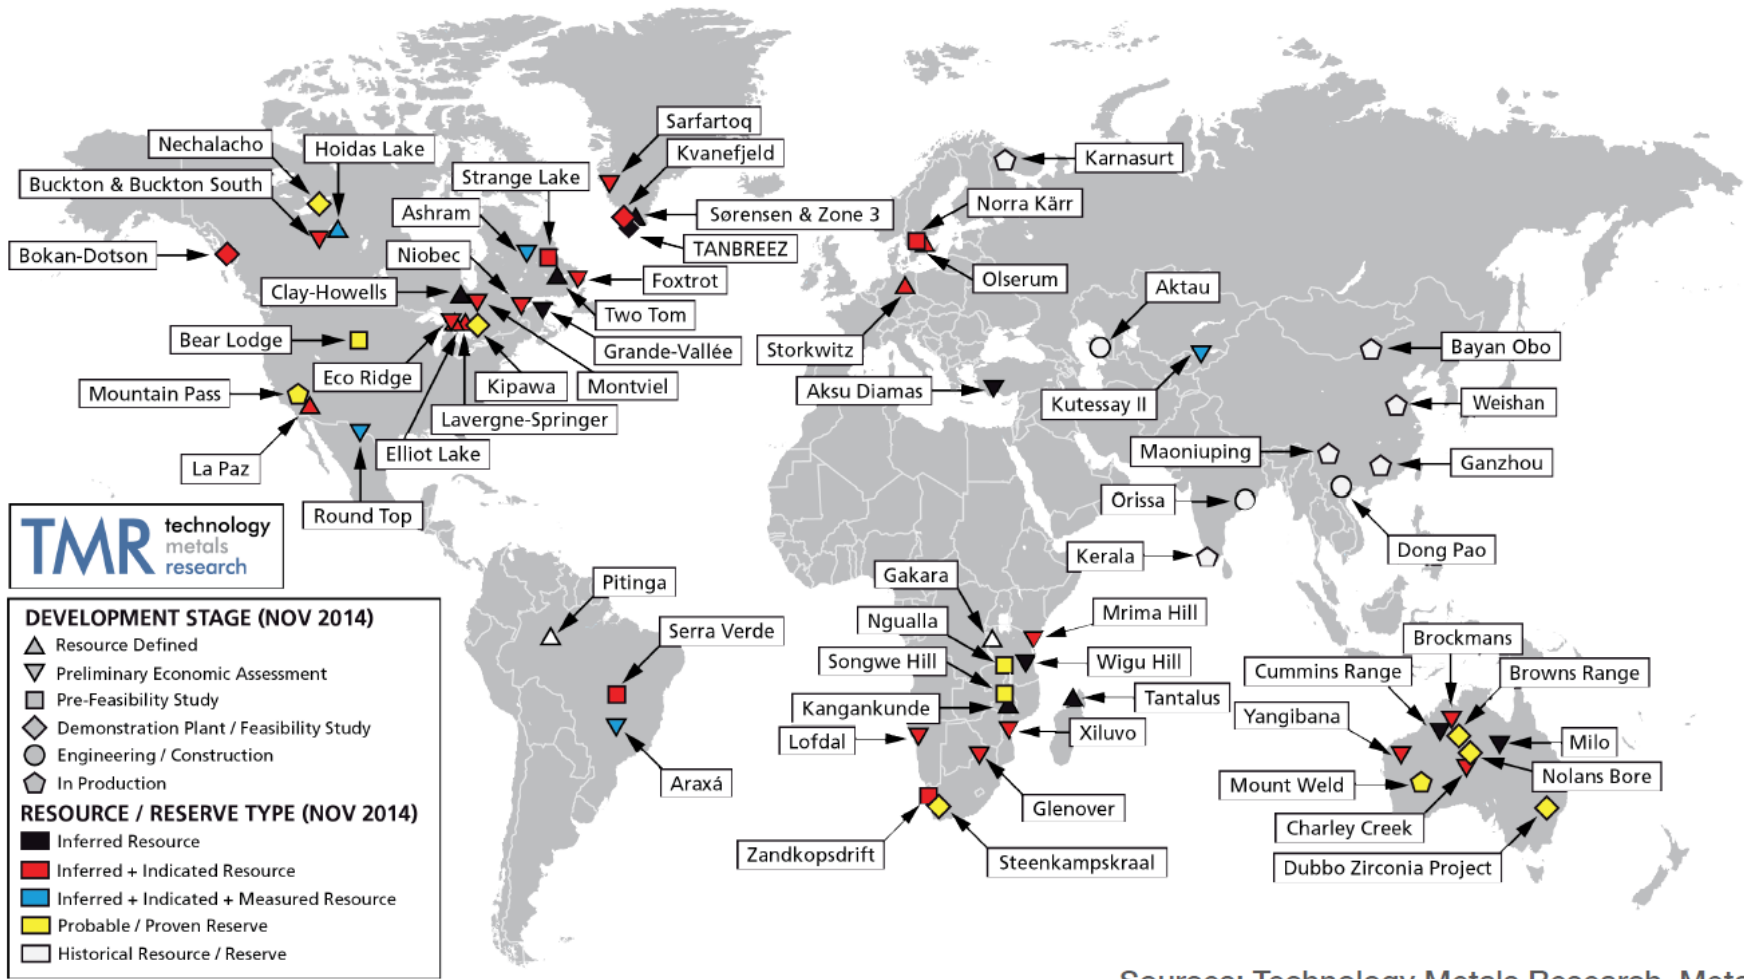 Sarfartoq
Kvanefjeld
Nechalacho
Hoidas Lake
Karnasurt
Strange Lake
Buckton & Buckton South
Norra Kärr
Ashram
Sørensen & Zone 3
TANBREEZ
Bokan-Dotson
Niobec
Foxtrot
Olserum
Aktau
Clay-Howells
Two Tom
Bear Lodge
Grande-Vallée
Storkwitz
Bayan Obo
Eco Ridge
Kipawa
Montviel
Mountain Pass
Aksu Diamas
Kutessay II
Weishan
Lavergne-Springer
Elliot Lake
La Paz
Maoniuping
Ganzhou
Round Top
Orissa
TMR technology
metals
research
Dong Pao
Kerala
Pitinga
Gakara
Mrima Hill
Ngualla
Serra Verde
Brockmans
Songwe Hill
Wigu Hill
Cummins Range
Browns Range
Kangankunde
Tantalus
Yangibana
Lofdal
Xiluvo
Milo
Araxá
Nolans Bore
Mount Weld
Glenover
Charley Creek
Zandkopsdrift
Steenkampskraal
Dubbo Zirconia Project
DEVELOPMENT STAGE (NOV 2014)
Resource Defined
Preliminary Economic Assessment
Pre-Feasibility Study
Demonstration Plant / Feasibility Study
Engineering / Construction
In Production
RESOURCE / RESERVE TYPE (NOV 2014)
Inferred Resource
Inferred + Indicated Resource
Inferred + Indicated + Measured Resource
Probable / Proven Reserve
Historical Resource / Reserve
Sources: Technology Metals Research